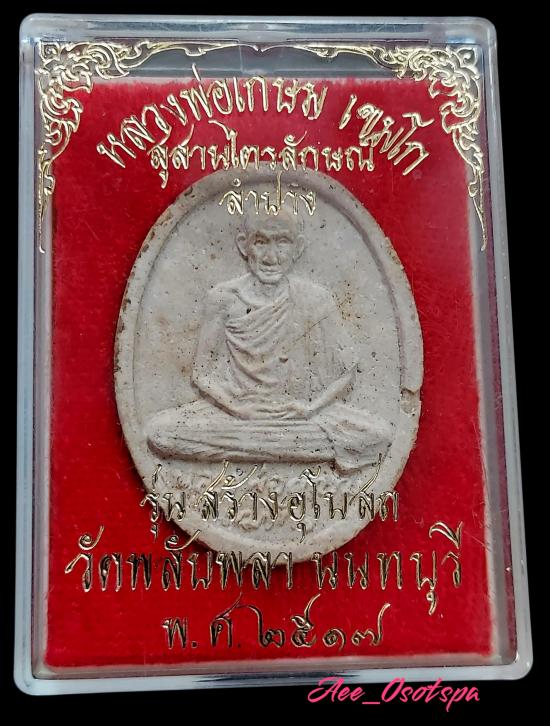 หลวงพ่อเกษม เขมโก
สุสานไตรลักษณ์
ลำปาง
รุ่น สร้างอุโบสถ
วัดพลับพลา นนทบุรี
พ.ศ.๒๕๑๗
Aee_Osotspa